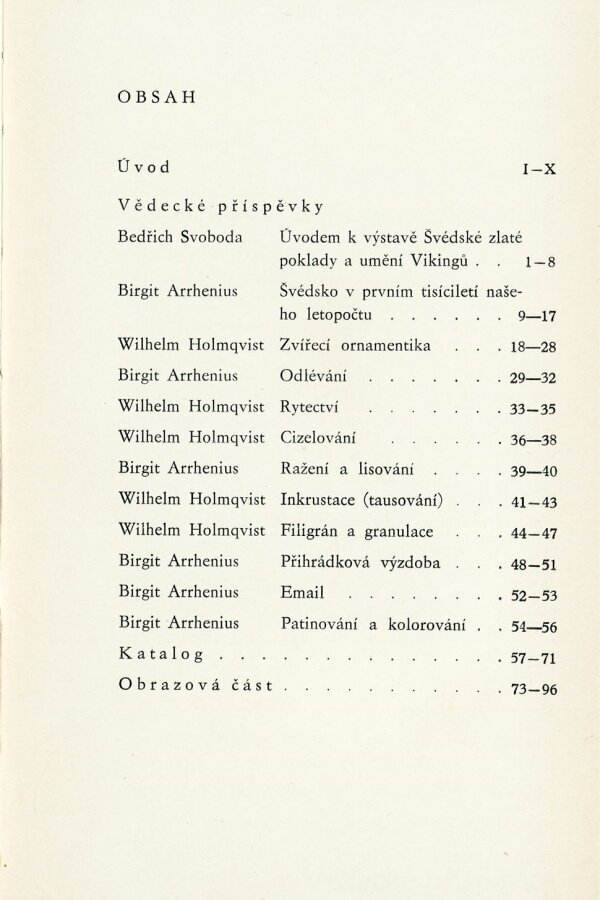 OBSAH
Úvod I—X
Vědecké příspěvky
Bedřich Svoboda Úvodem k výstavě Švédské zlaté
poklady a umění Vikingů . . 1—8
Birgit Arrhenius Švédsko v prvním tisíciletí naše-
ho letopočtu . . . . . . 9—17
Wilhelm Holmqvist Zvířecí ornamentika . . . 18—28
Birgit Arrhenius Odlévání . . . . . . . 29—32
Wilhelm Holmqvist Rytectví . . . . . . . 33—35
Wilhelm Holmqvist Cizelování . . . . . . 36—38
Birgit Arrhenius Ražení a lisování . . . . 39—40
Wilhelm Holmqvist Inkrustace (tausování) . . . 41—43
Wilhelm Holmqvist Filigrán a granulace . . . 44—47
Birgit Arrhenius Přihrádková výzdoba . . . 48—51
Birgit Arrhenius Email . . . . . . . . 52—53
Birgit Arrhenius Patinování a kolorování . . 54—56
Katalog . . . . . . . . . . . . . . 57—71
Obrazová část . . . . . . . . . . . 73—96